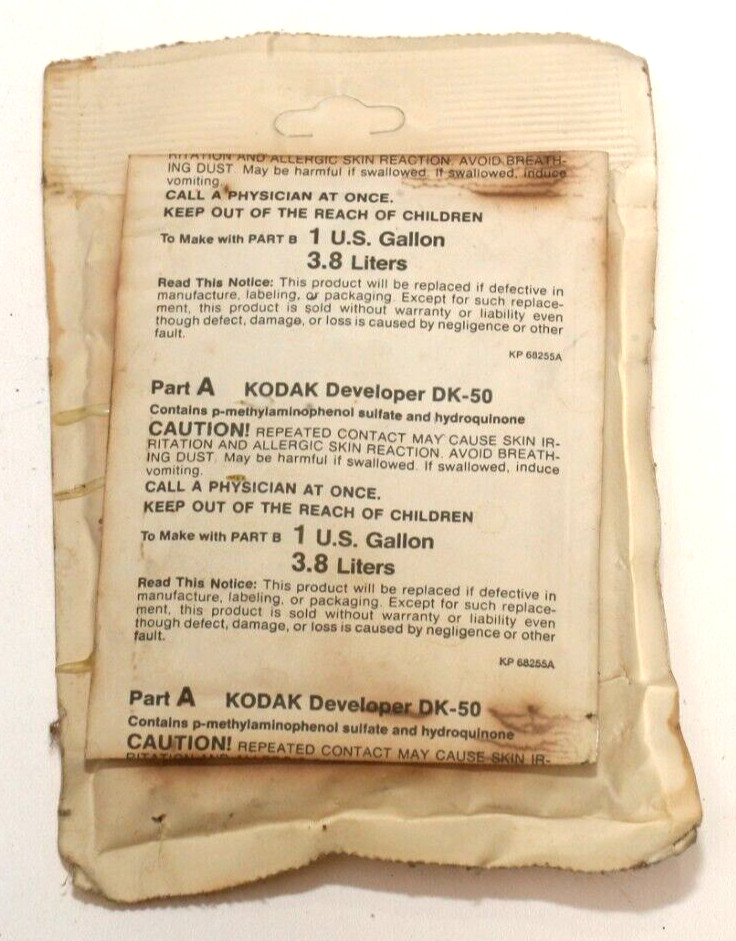 RITATION AND ALLERGIC SKIN REACTION. AVOID BREATH-
ING DUST. May be harmful if swallowed. If swallowed, induce
vomiting.
CALL A PHYSICIAN AT ONCE.
KEEP OUT OF THE REACH OF CHILDREN
To Make with PART B 1 U.S. Gallon
3.8 Liters
Read This Notice: This product will be replaced if defective in
manufacture, labeling, or packaging. Except for such replace-
ment, this product is sold without warranty or liability even
though defect, damage, or loss is caused by negligence or other
fault.
KP 68255A
Part A KODAK Developer DK-50
Contains p-methylaminophenol sulfate and hydroquinone
CAUTION! REPEATED CONTACT MAY CAUSE SKIN IR-
RITATION AND ALLERGIC SKIN REACTION. AVOID BREATH-
ING DUST. May be harmful if swallowed. If swallowed, induce
vomiting.
CALL A PHYSICIAN AT ONCE.
KEEP OUT OF THE REACH OF CHILDREN
To Make with PART B 1 U.S. Gallon
3.8 Liters
Read This Notice: This product will be replaced if defective in
manufacture, labeling, or packaging. Except for such replace-
ment, this product is sold without warranty or liability even
though defect, damage, or loss is caused by negligence or other
fault.
KP 68255A
Part A KODAK Developer DK-50
Contains p-methylaminophenol sulfate and hydroquinone
CAUTION! REPEATED CONTACT MAY CAUSE SKIN IR-